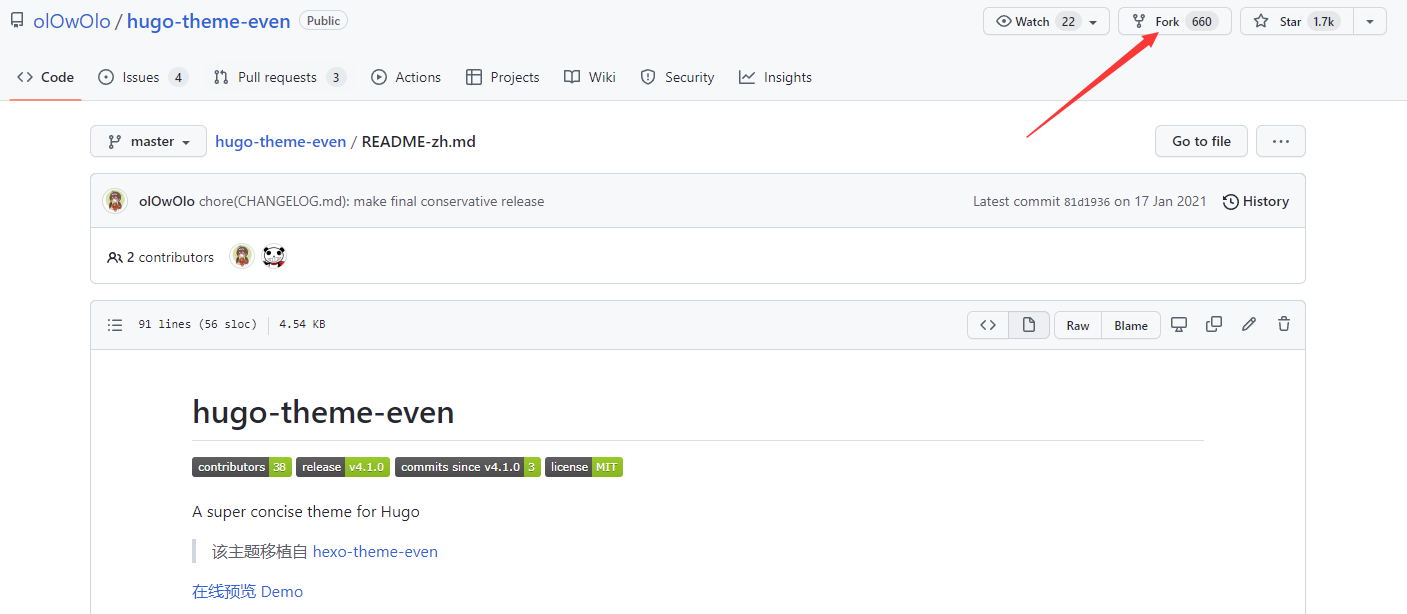 olOwOlo / hugo-theme-even Public Watch 22 Fork 660 Star 1.7k
Code Issues 4 Pull requests 3 Actions Projects Wiki Security Insights
master hugo-theme-even / README-zh.md Go to file ...
olOwOlo chore(CHANGELOG.md): make final conservative release Latest commit 81d1936 on 17 Jan 2021 History
2 contributors
91 lines (56 sloc) 4.54 KB <> Raw Blame
hugo-theme-even
contributors 38 release v4.1.0 commits since v4.1.0 3 license MIT
A super concise theme for Hugo
该主题移植自 hexo-theme-even
在线预览 Demo